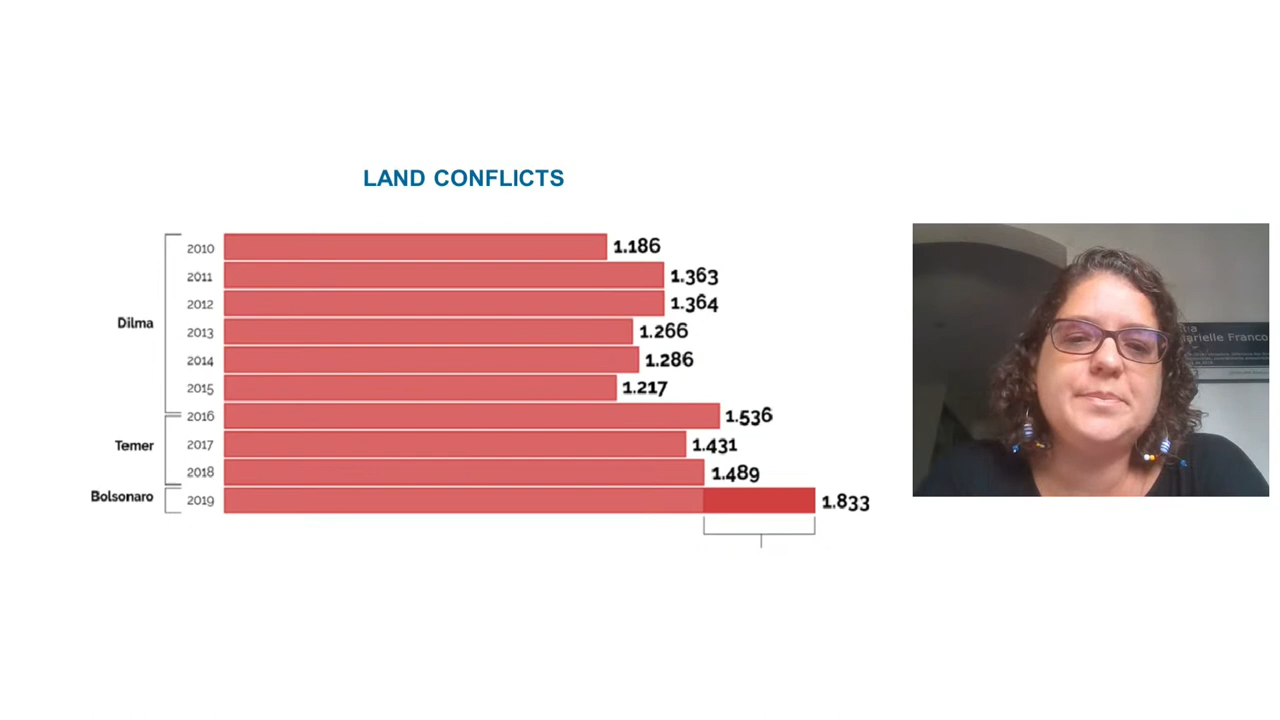 LAND CONFLICTS
Dilma
2010 1.186
2011 1.363
2012 1.364
2013 1.266
2014 1.286
2015 1.217
Temer
2016 1.536
2017 1.431
2018 1.489
Bolsonaro
2019 1.833
Franco